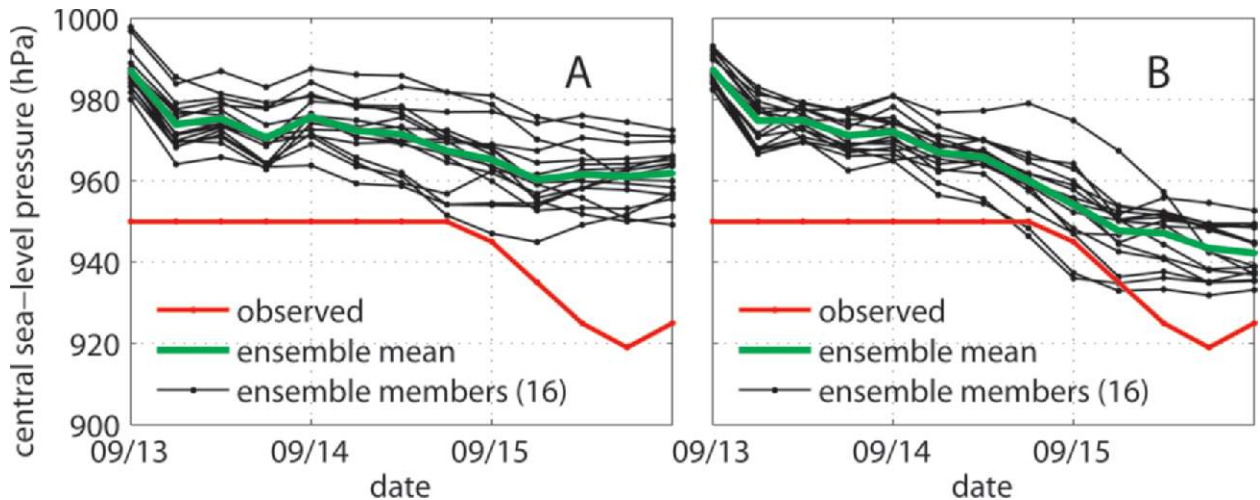 central sea-level pressure (hPa)
1000
980
960
940
920
900
A
observed
ensemble mean
ensemble members (16)
09/13
09/14
09/15
date
B
observed
ensemble mean
ensemble members (16)
09/13
09/14
09/15
date